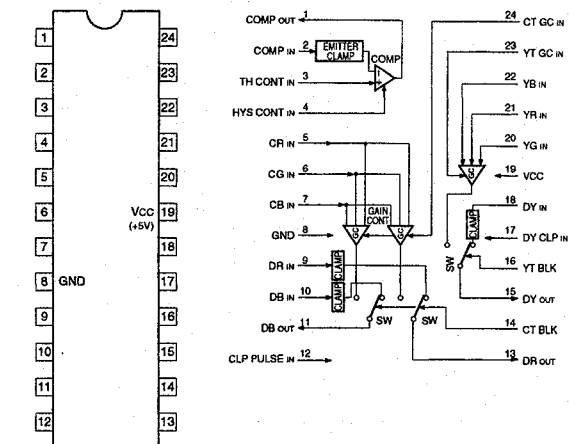 1 24
2 23
3 22
4 21
5 20
6 VCC 19
(+5V)
7 18
8 GND 17
9 16
10 15
11 14
12 13
COMP OUT 1
COMP IN 2
EMITTER
CLAMP
COMP
TH CONT IN 3
HYS CONT IN 4
CR IN 5
CG IN 6
CB IN 7
GAIN
CONT
GC
GC
GND 8
DR IN 9
CLAMP
DB IN 10
CLAMP
DB OUT 11
SW
SW
CLP PULSE IN 12
24 CT GC IN
23 YT GC IN
22 YB IN
21 YR IN
20 YG IN
GC
19 VCC
18 DY IN
CLAMP
17 DY CLP IN
SW
16 YT BLK
15 DY OUT
14 CT BLK
13 DR OUT